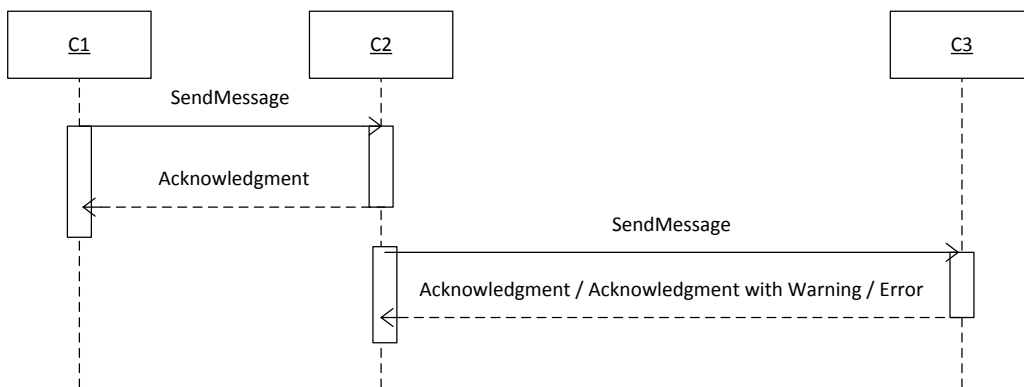 C1
C2
C3
SendMessage
Acknowledgment
SendMessage
Acknowledgment / Acknowledgment with Warning / Error